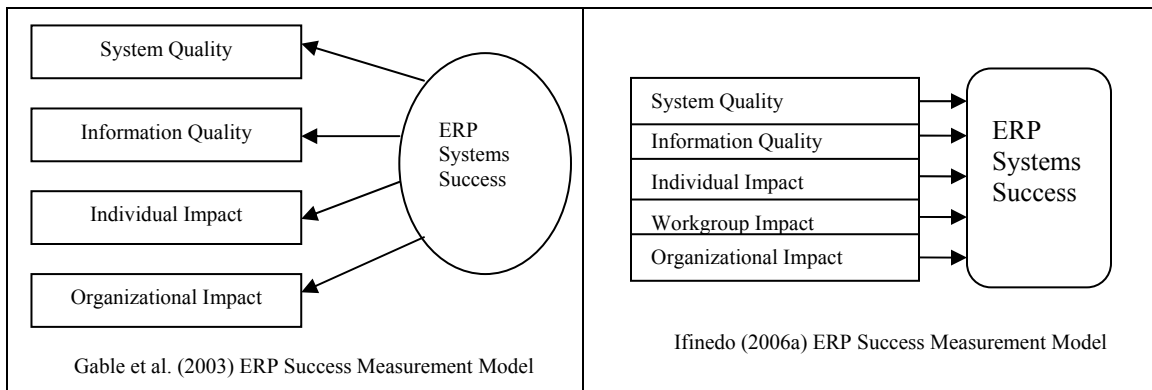 System Quality
Information Quality
Individual Impact
Organizational Impact
ERP
Systems
Success
Gable et al. (2003) ERP Success Measurement Model
System Quality
Information Quality
Individual Impact
Workgroup Impact
Organizational Impact
ERP
Systems
Success
Ifinedo (2006a) ERP Success Measurement Model